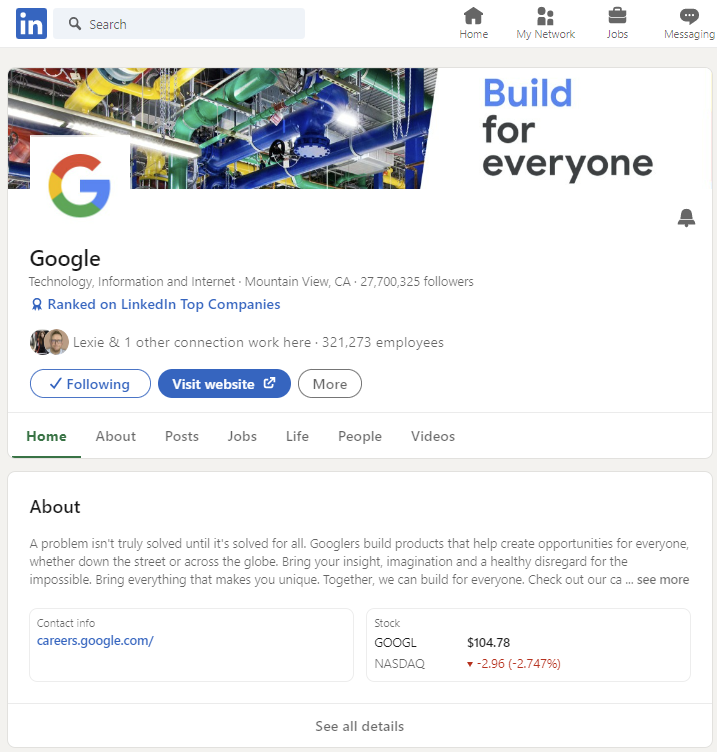 in
Search
Home
My Network
Jobs
Messaging
Build
for
everyone
Google
Technology, Information and Internet · Mountain View, CA · 27,700,325 followers
Ranked on LinkedIn Top Companies
Lexie & 1 other connection work here · 321,273 employees
Following
Visit website
More
Home
About
Posts
Jobs
Life
People
Videos
About
A problem isn't truly solved until it's solved for all. Googlers build products that help create opportunities for everyone,
whether down the street or across the globe. Bring your insight, imagination and a healthy disregard for the
impossible. Bring everything that makes you unique. Together, we can build for everyone. Check out our ca ... see more
Contact info
careers.google.com/
Stock
GOOGL $104.78
NASDAQ -2.96 (-2.747%)
See all details